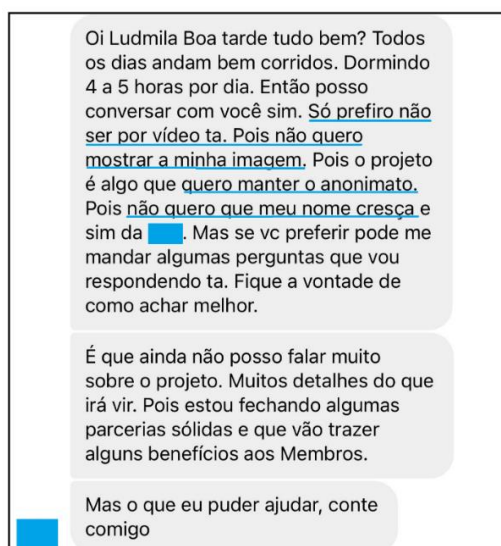 Oi Ludmila Boa tarde tudo bem? Todos
os dias andam bem corridos. Dormindo
4 a 5 horas por dia. Então posso
conversar com você sim. Só prefiro não
ser por vídeo ta. Pois não quero
mostrar a minha imagem. Pois o projeto
é algo que quero manter o anonimato.
Pois não quero que meu nome cresça e
sim da . Mas se vc preferir pode me
mandar algumas perguntas que vou
respondendo ta. Fique a vontade de
como achar melhor.
É que ainda não posso falar muito
sobre o projeto. Muitos detalhes do que
irá vir. Pois estou fechando algumas
parcerias sólidas e que vão trazer
alguns benefícios aos Membros.
Mas o que eu puder ajudar, conte
comigo